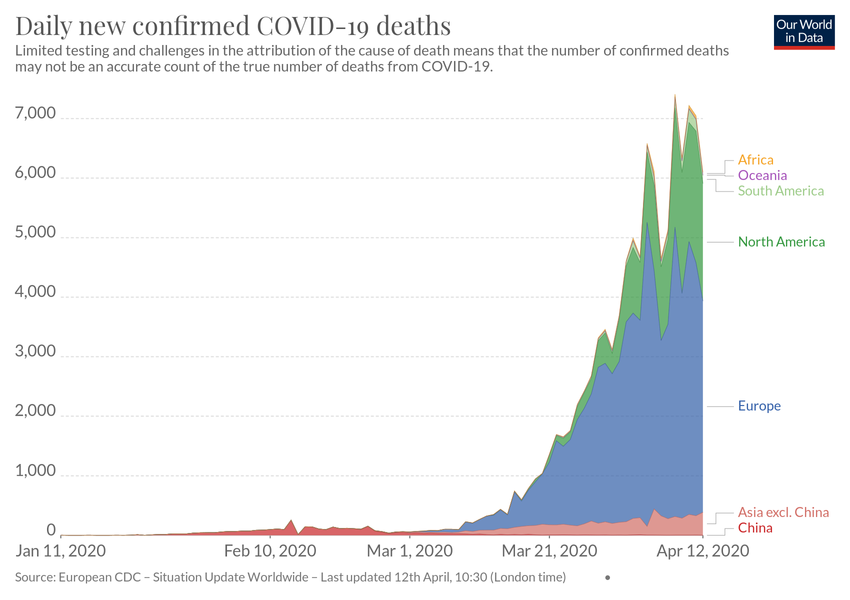 Daily new confirmed COVID-19 deaths
Our World
in Data
Limited testing and challenges in the attribution of the cause of death means that the number of confirmed deaths
may not be an accurate count of the true number of deaths from COVID-19.
7,000
6,000
5,000
4,000
3,000
2,000
1,000
0
Africa
Oceania
South America
North America
Europe
Asia excl. China
China
Jan 11, 2020
Feb 10, 2020
Mar 1, 2020
Mar 21, 2020
Apr 12, 2020
Source: European CDC – Situation Update Worldwide – Last updated 12th April, 10:30 (London time)